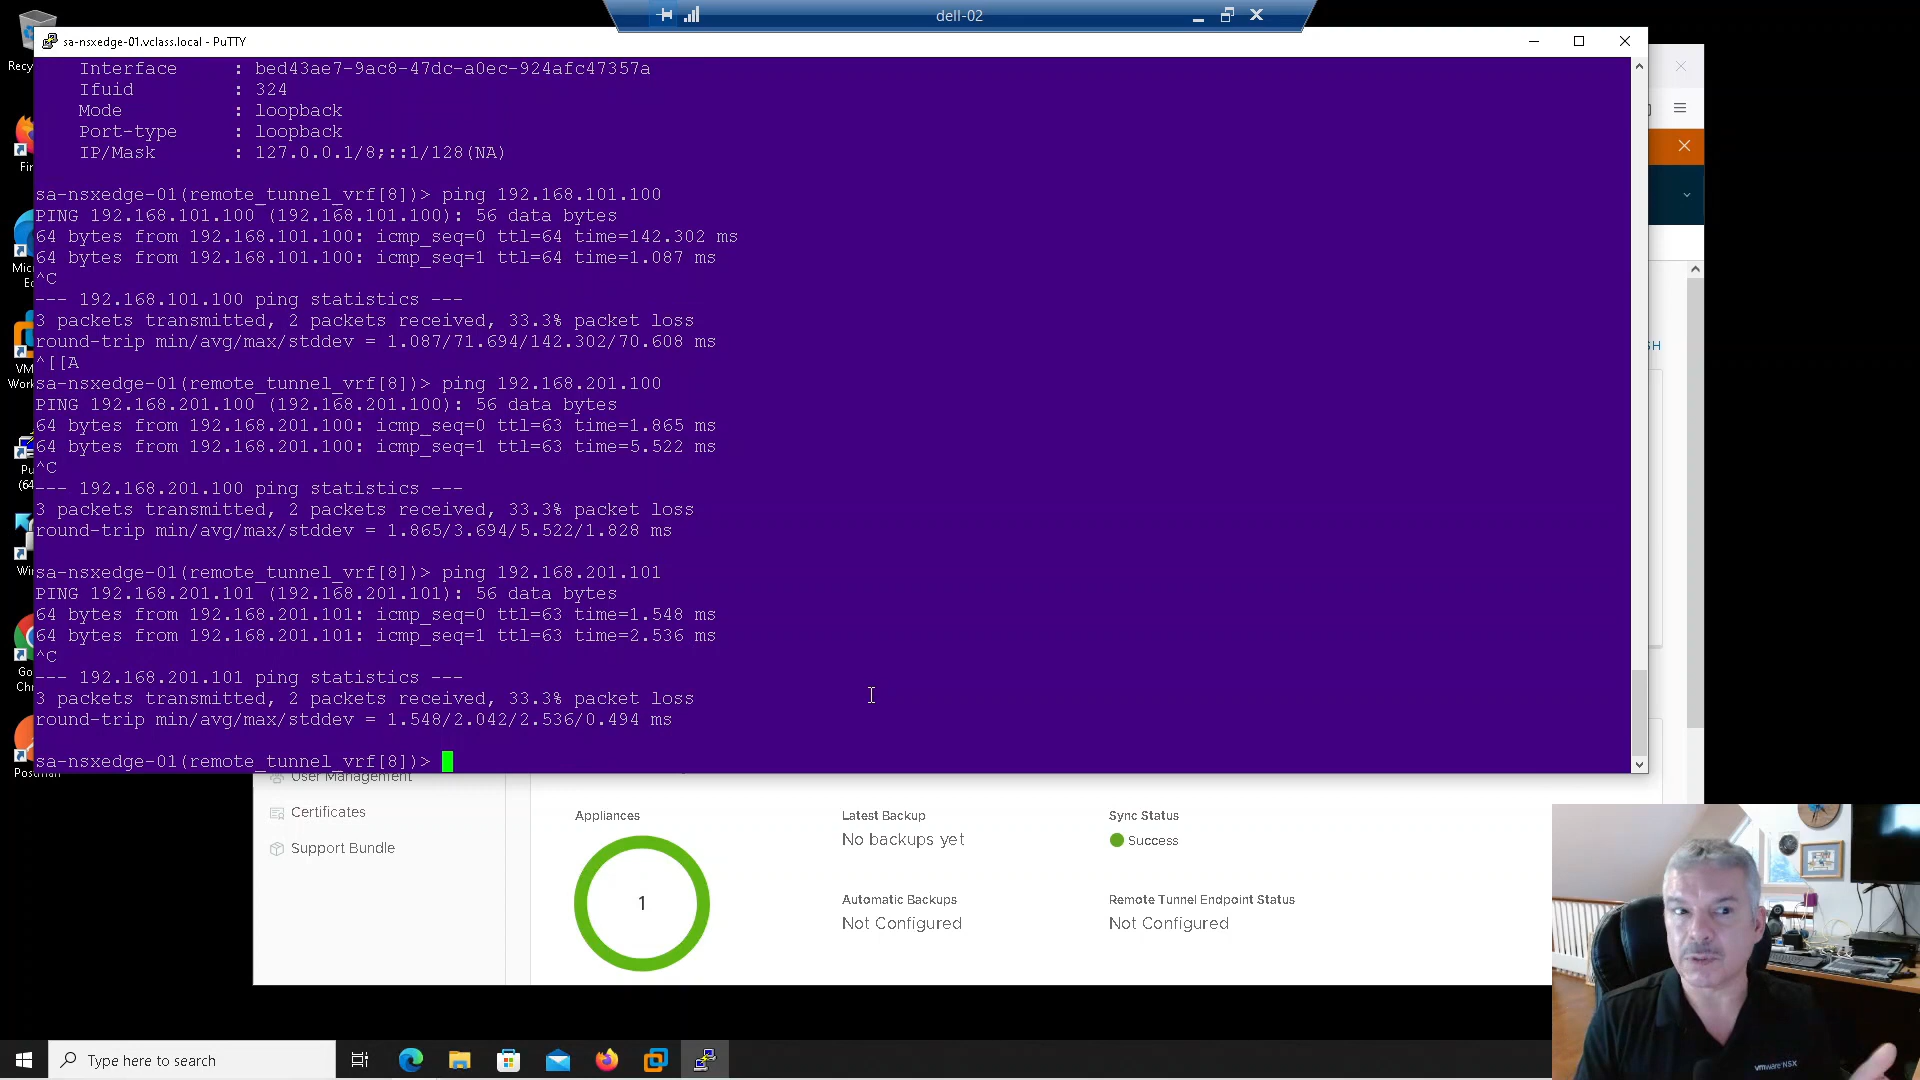 dell-02
sa-nsxedge-01.vclass.local - PuTTY
Interface : bed43ae7-9ac8-47dc-a0ec-924afc47357a
Ifuid : 324
Mode : loopback
Port-type : loopback
IP/Mask : 127.0.0.1/8;::1/128(NA)
sa-nsxedge-01(remote_tunnel_vrf[8])> ping 192.168.101.100
PING 192.168.101.100 (192.168.101.100): 56 data bytes
64 bytes from 192.168.101.100: icmp_seq=0 ttl=64 time=142.302 ms
64 bytes from 192.168.101.100: icmp_seq=1 ttl=64 time=1.087 ms
^C
--- 192.168.101.100 ping statistics ---
3 packets transmitted, 2 packets received, 33.3% packet loss
round-trip min/avg/max/stddev = 1.087/71.694/142.302/70.608 ms
^[[A
sa-nsxedge-01(remote_tunnel_vrf[8])> ping 192.168.201.100
PING 192.168.201.100 (192.168.201.100): 56 data bytes
64 bytes from 192.168.201.100: icmp_seq=0 ttl=63 time=1.865 ms
64 bytes from 192.168.201.100: icmp_seq=1 ttl=63 time=5.522 ms
^C
--- 192.168.201.100 ping statistics ---
3 packets transmitted, 2 packets received, 33.3% packet loss
round-trip min/avg/max/stddev = 1.865/3.694/5.522/1.828 ms
sa-nsxedge-01(remote_tunnel_vrf[8])> ping 192.168.201.101
PING 192.168.201.101 (192.168.201.101): 56 data bytes
64 bytes from 192.168.201.101: icmp_seq=0 ttl=63 time=1.548 ms
64 bytes from 192.168.201.101: icmp_seq=1 ttl=63 time=2.536 ms
^C
--- 192.168.201.101 ping statistics ---
3 packets transmitted, 2 packets received, 33.3% packet loss
round-trip min/avg/max/stddev = 1.548/2.042/2.536/0.494 ms
sa-nsxedge-01(remote_tunnel_vrf[8])>
Recy
Fir
Mic
Ec
VM
Work
Pu
(64
Wi
Go
Chr
Postman
SH
User Management
Certificates
Support Bundle
Appliances
1
Latest Backup
No backups yet
Automatic Backups
Not Configured
Sync Status
Success
Remote Tunnel Endpoint Status
Not Configured
vmware NSX
Type here to search